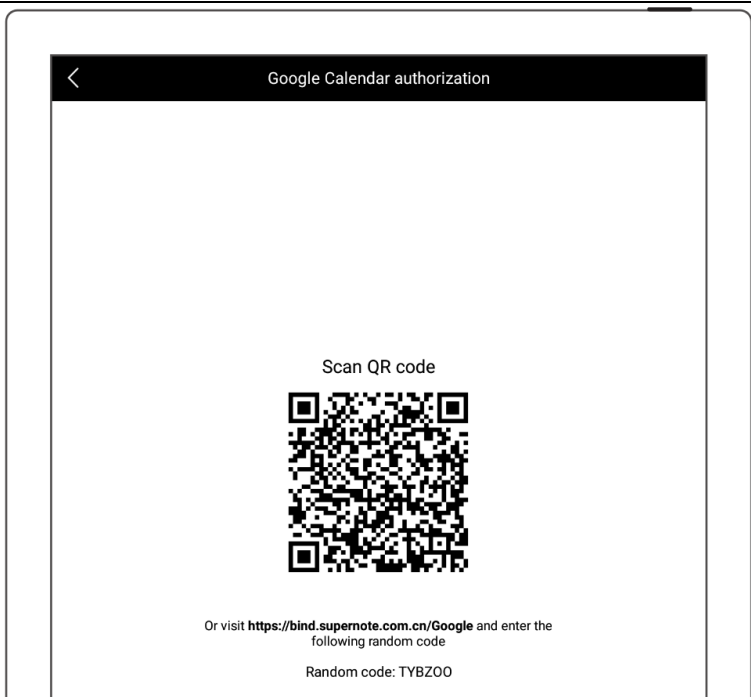 Google Calendar authorization
Scan QR code
Or visit https://bind.supernote.com.cn/Google and enter the
following random code
Random code: TYBZOO